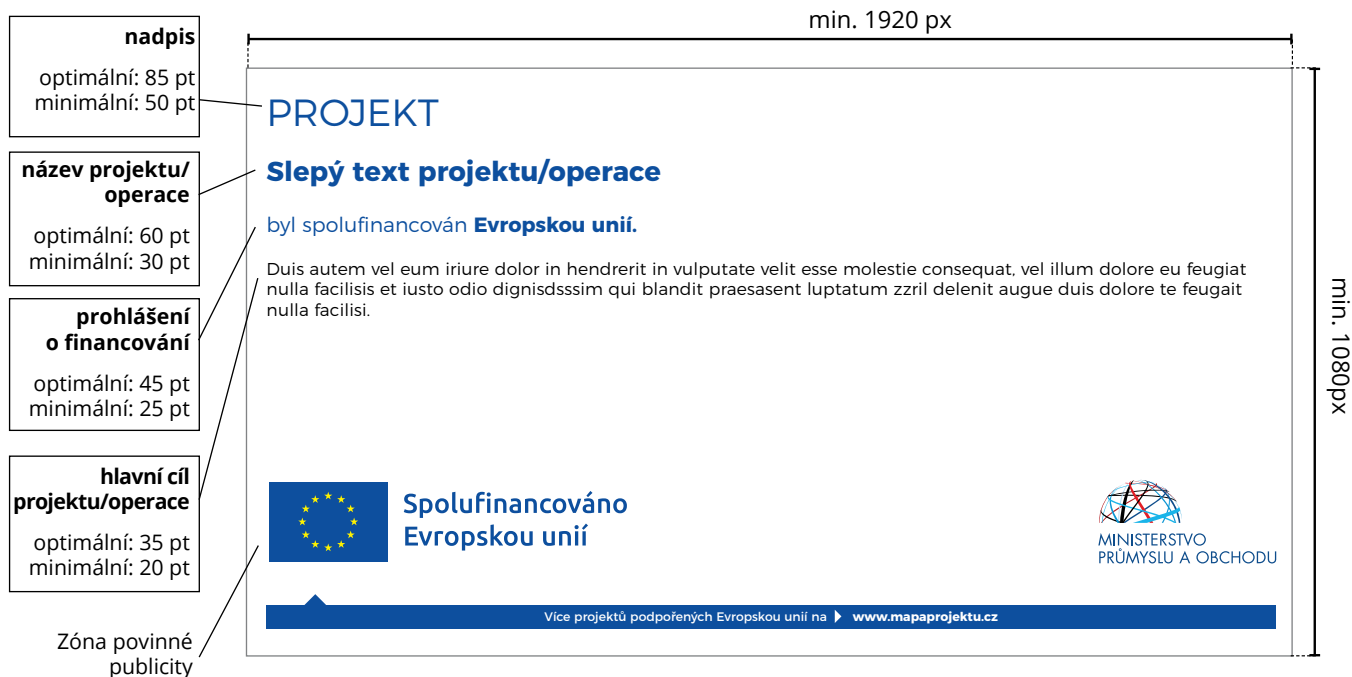 min. 1920 px
nadpis
optimální: 85 pt
minimální: 50 pt
název projektu/
operace
optimální: 60 pt
minimální: 30 pt
prohlášení
o financování
optimální: 45 pt
minimální: 25 pt
hlavní cíl
projektu/operace
optimální: 35 pt
minimální: 20 pt
Zóna povinné
publicity
PROJEKT
Slepý text projektu/operace
byl spolufinancován Evropskou unií.
Duis autem vel eum iriure dolor in hendrerit in vulputate velit esse molestie consequat, vel illum dolore eu feugiat
nulla facilisis et iusto odio dignisdsssim qui blandit praesasent luptatum zzril delenit augue duis dolore te feugait
nulla facilisi.
Spolufinancováno
Evropskou unií
MINISTERSTVO
PRŮMYSLU A OBCHODU
Více projektů podpořených Evropskou unií na www.mapaprojektu.cz
min. 1080px